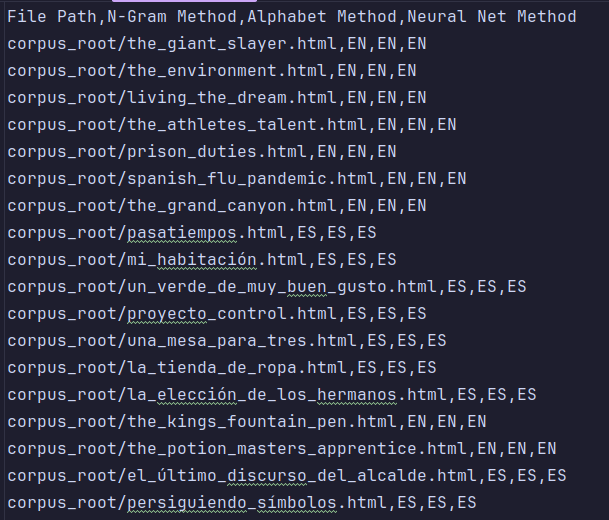 File Path,N-Gram Method,Alphabet Method,Neural Net Method
corpus_root/the_giant_slayer.html,EN,EN,EN
corpus_root/the_environment.html,EN,EN,EN
corpus_root/living_the_dream.html,EN,EN,EN
corpus_root/the_athletes_talent.html,EN,EN,EN
corpus_root/prison_duties.html,EN,EN,EN
corpus_root/spanish_flu_pandemic.html,EN,EN,EN
corpus_root/the_grand_canyon.html,EN,EN,EN
corpus_root/pasatiempos.html,ES,ES,ES
corpus_root/mi_habitación.html,ES,ES,ES
corpus_root/un_verde_de_muy_buen_gusto.html,ES,ES,ES
corpus_root/proyecto_control.html,ES,ES,ES
corpus_root/una_mesa_para_tres.html,ES,ES,ES
corpus_root/la_tienda_de_ropa.html,ES,ES,ES
corpus_root/la_elección_de_los_hermanos.html,ES,ES,ES
corpus_root/the_kings_fountain_pen.html,EN,EN,EN
corpus_root/the_potion_masters_apprentice.html,EN,EN,EN
corpus_root/el_último_discurso_del_alcalde.html,ES,ES,ES
corpus_root/persiguiendo_símbolos.html,ES,ES,ES